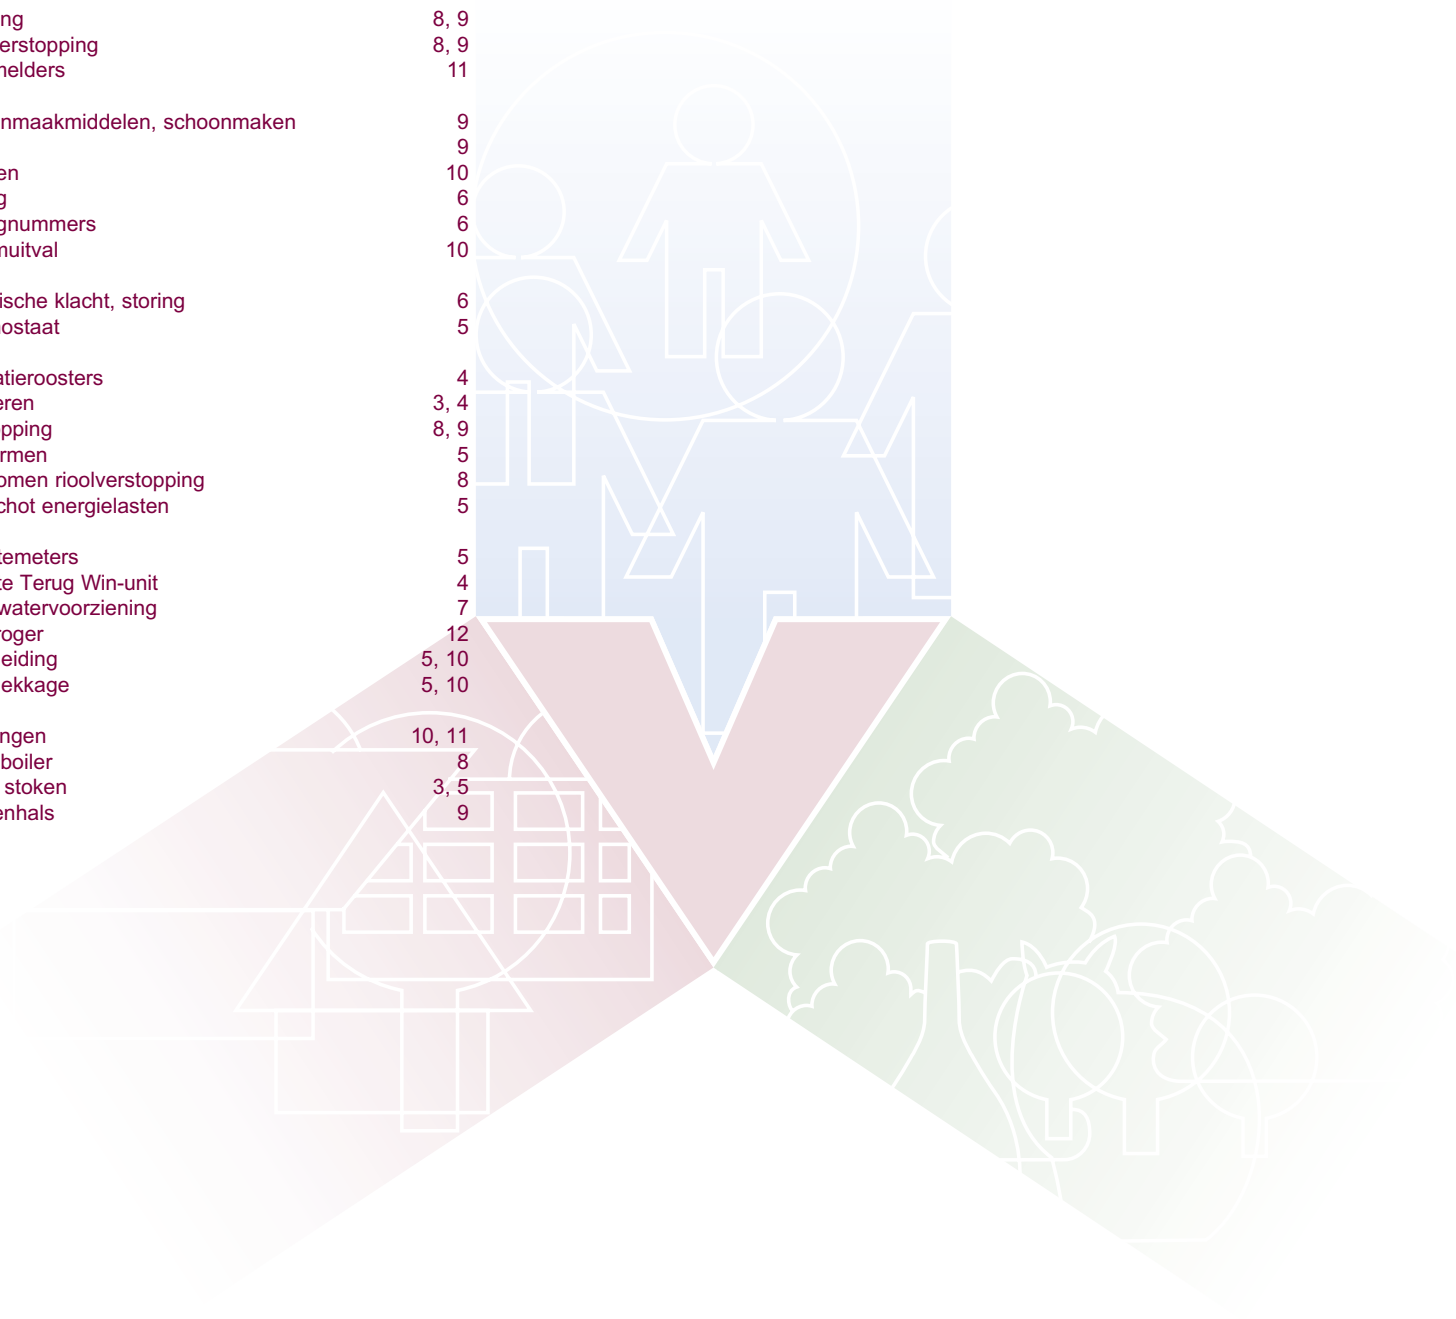 ng 8, 9
erstopping 8, 9
nelders 11
nmaakmiddelen, schoonmaken 9
9
en 10
g 6
gnummers 6
muitval 10
ische klacht, storing 6
ostaat 5
atieroosters 4
eren 3, 4
opping 8, 9
rmen 5
omen rioolverstopping 8
chot energielasten 5
temeters 5
te Terug Win-unit 4
watervoorziening 7
roger 12
eiding 5, 10
ekkage 5, 10
ngen 10, 11
boiler 8
stoken 3, 5
enhals 9